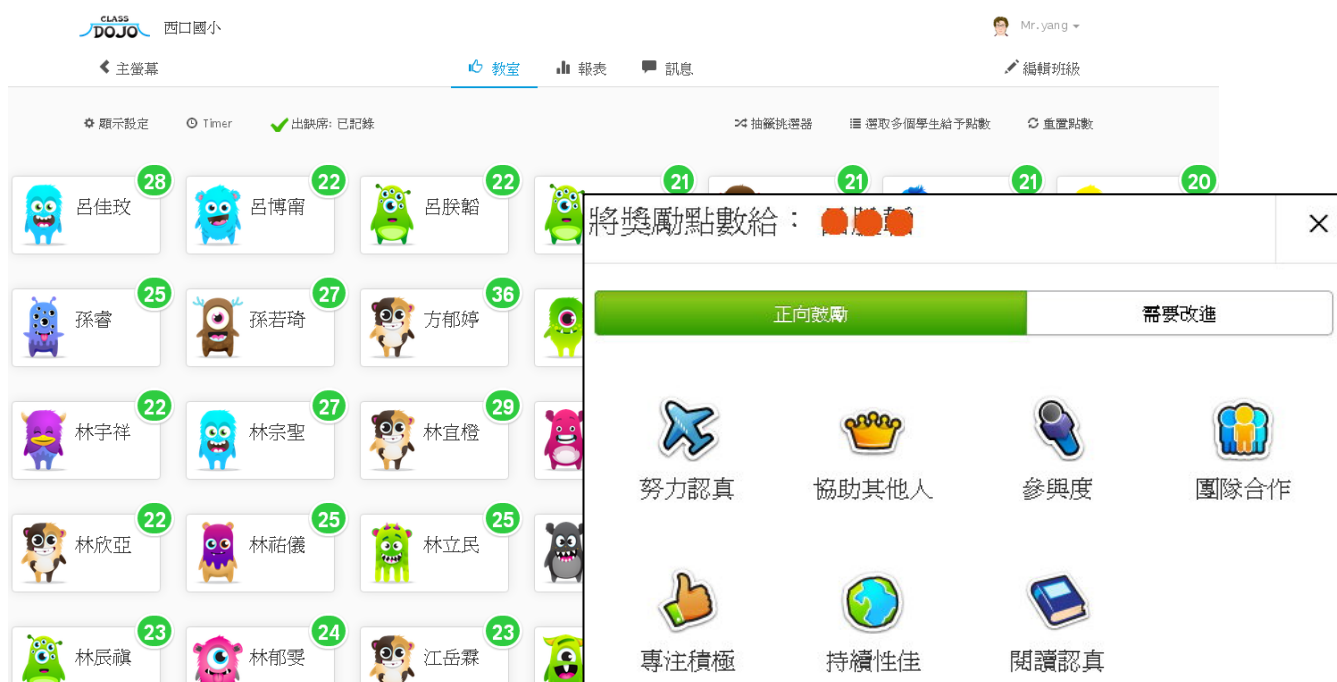 CLASS DOJO 西口國小 Mr.yang
主螢幕 教室 報表 訊息 編輯班級
顯示設定 Timer 出缺席: 已記錄 抽籤挑選器 選取多個學生給予點數 重置點數
28 22 22 21 21 21 20
呂佳玟 呂博甯 呂朕韜
將獎勵點數給：
25 27 36
孫睿 孫若琦 方郁婷
正向鼓勵 需要改進
22 27 29
林宇祥 林宗聖 林宜橙
努力認真 協助其他人 參與度 團隊合作
22 25 25
林欣亞 林祐儀 林立民
23 24 23
林辰禛 林郁雯 江岳霖
專注積極 持續性佳 閱讀認真